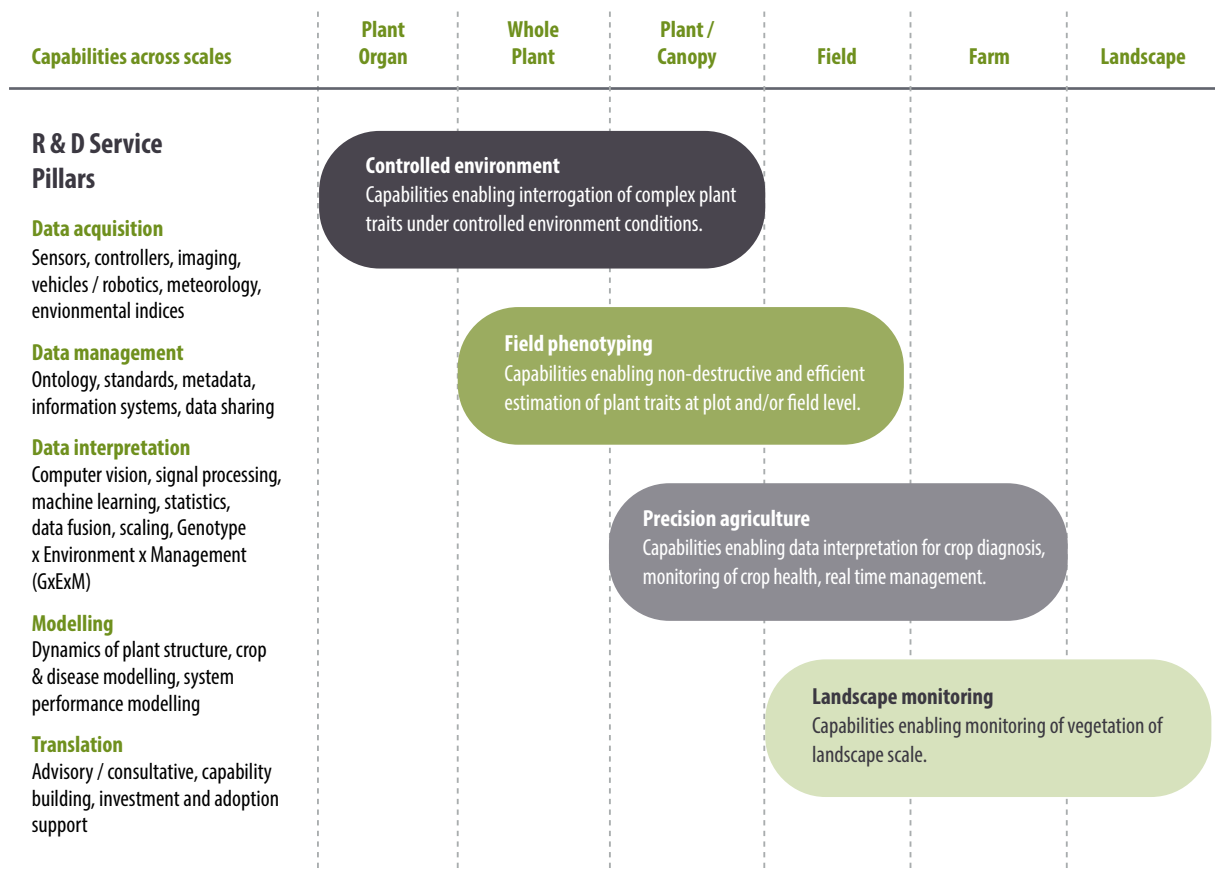 Capabilities across scales
Plant
Organ
Whole
Plant
Plant /
Canopy
Field
Farm
Landscape
R & D Service
Pillars
Data acquisition
Sensors, controllers, imaging,
vehicles / robotics, meteorology,
envionmental indices
Data management
Ontology, standards, metadata,
information systems, data sharing
Data interpretation
Computer vision, signal processing,
machine learning, statistics,
data fusion, scaling, Genotype
x Environment x Management
(GxExM)
Modelling
Dynamics of plant structure, crop
& disease modelling, system
performance modelling
Translation
Advisory / consultative, capability
building, investment and adoption
support
Controlled environment
Capabilities enabling interrogation of complex plant
traits under controlled environment conditions.
Field phenotyping
Capabilities enabling non-destructive and efficient
estimation of plant traits at plot and/or field level.
Precision agriculture
Capabilities enabling data interpretation for crop diagnosis,
monitoring of crop health, real time management.
Landscape monitoring
Capabilities enabling monitoring of vegetation of
landscape scale.